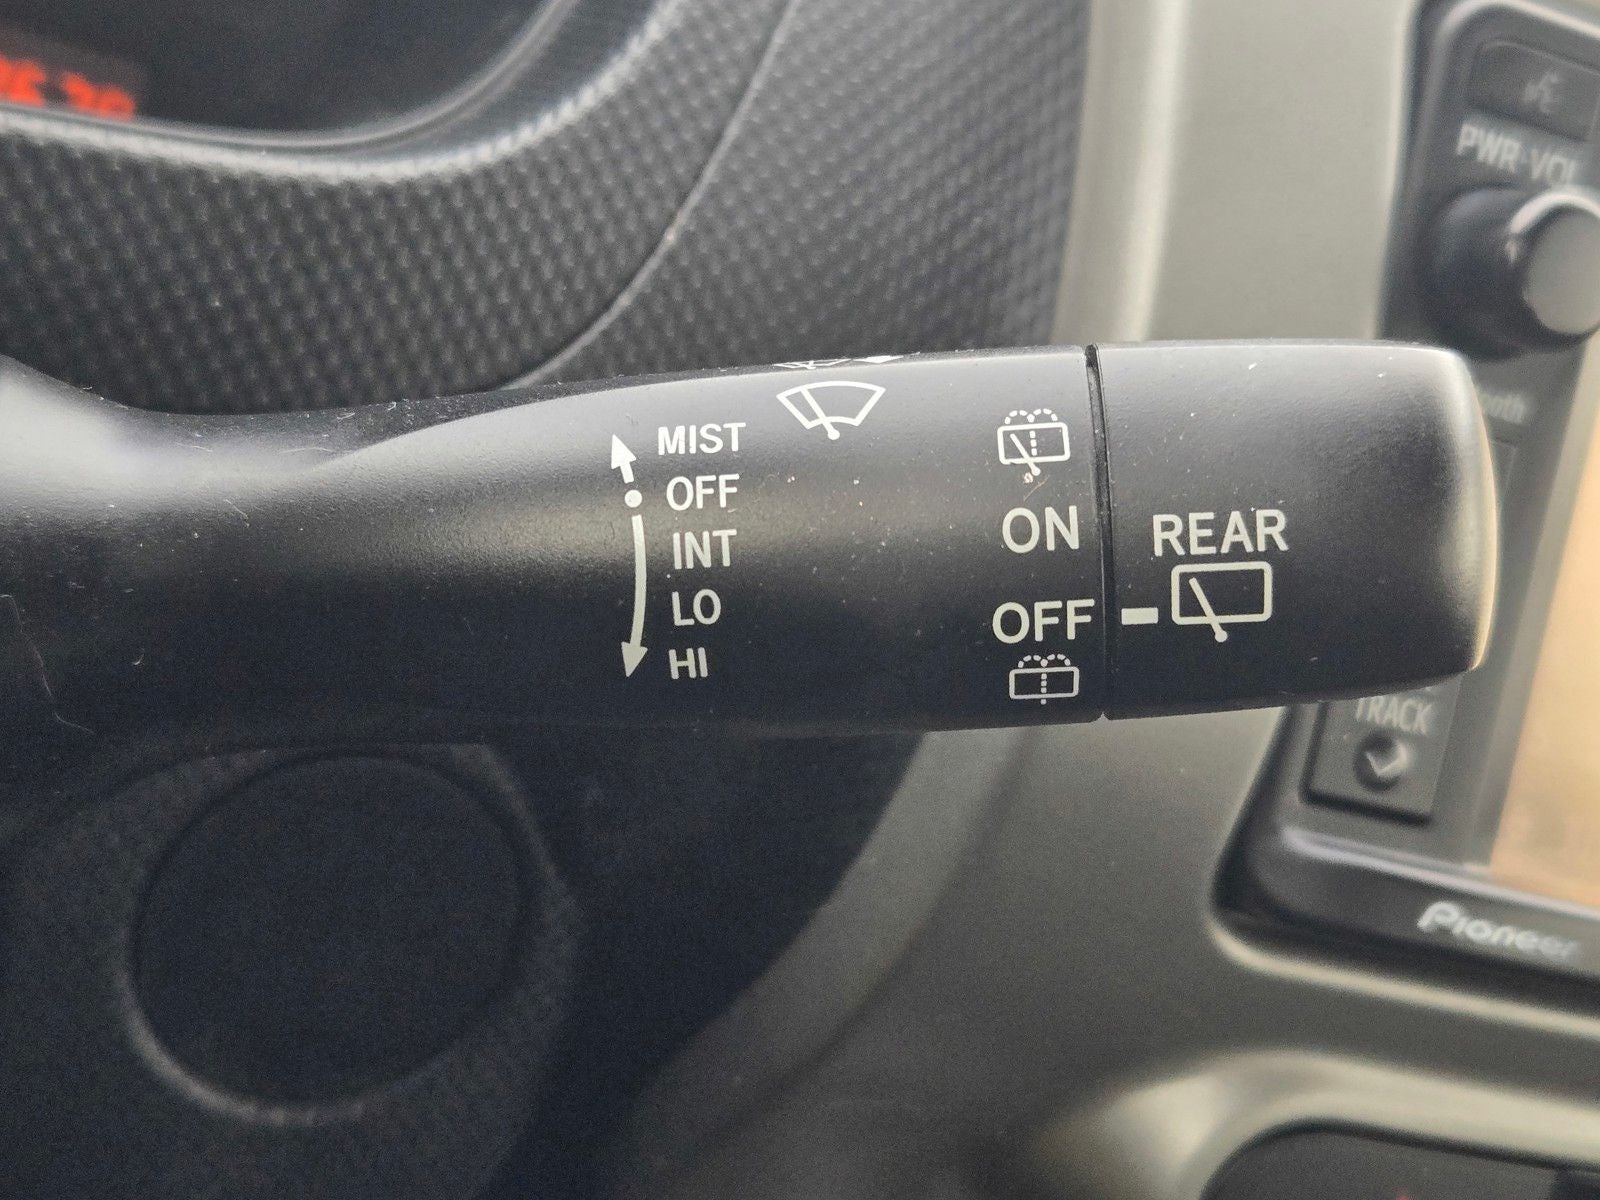 PWR·VOL
MIST
OFF
INT
LO
HI
ON
OFF
REAR
TRACK
Pioneer